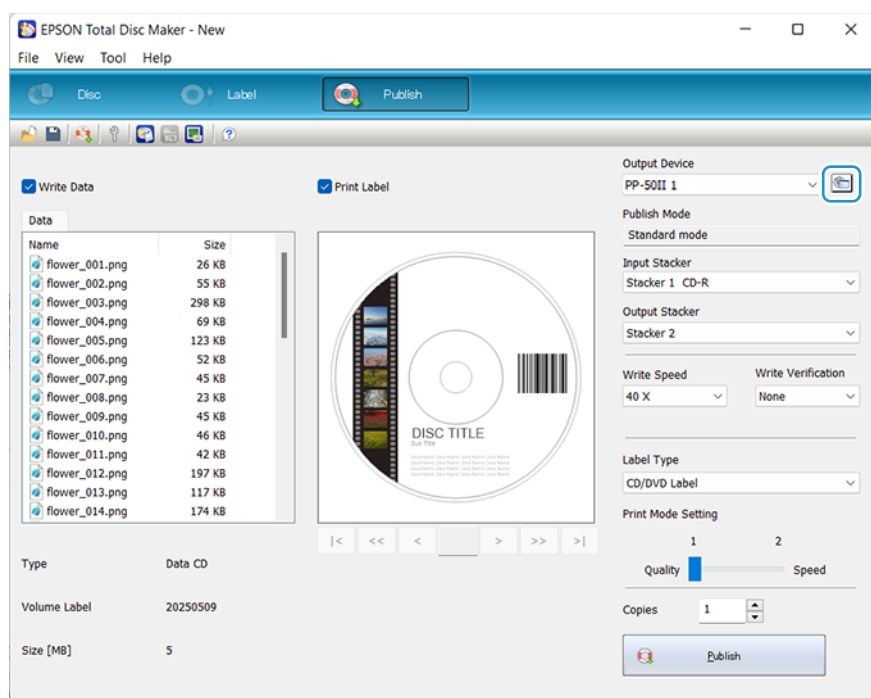 EPSON Total Disc Maker - New
File View Tool Help
Disc Label Publish
Write Data
Data
Name Size
flower_001.png 26 KB
flower_002.png 55 KB
flower_003.png 298 KB
flower_004.png 69 KB
flower_005.png 123 KB
flower_006.png 52 KB
flower_007.png 45 KB
flower_008.png 23 KB
flower_009.png 45 KB
flower_010.png 46 KB
flower_011.png 42 KB
flower_012.png 197 KB
flower_013.png 117 KB
flower_014.png 174 KB
Type Data CD
Volume Label 20250509
Size [MB] 5
Print Label
DISC TITLE
Sub Title
|< << < > >> >|
Output Device
PP-50II 1
Publish Mode
Standard mode
Input Stacker
Stacker 1 CD-R
Output Stacker
Stacker 2
Write Speed Write Verification
40 X None
Label Type
CD/DVD Label
Print Mode Setting
1 2
Quality Speed
Copies 1
Publish